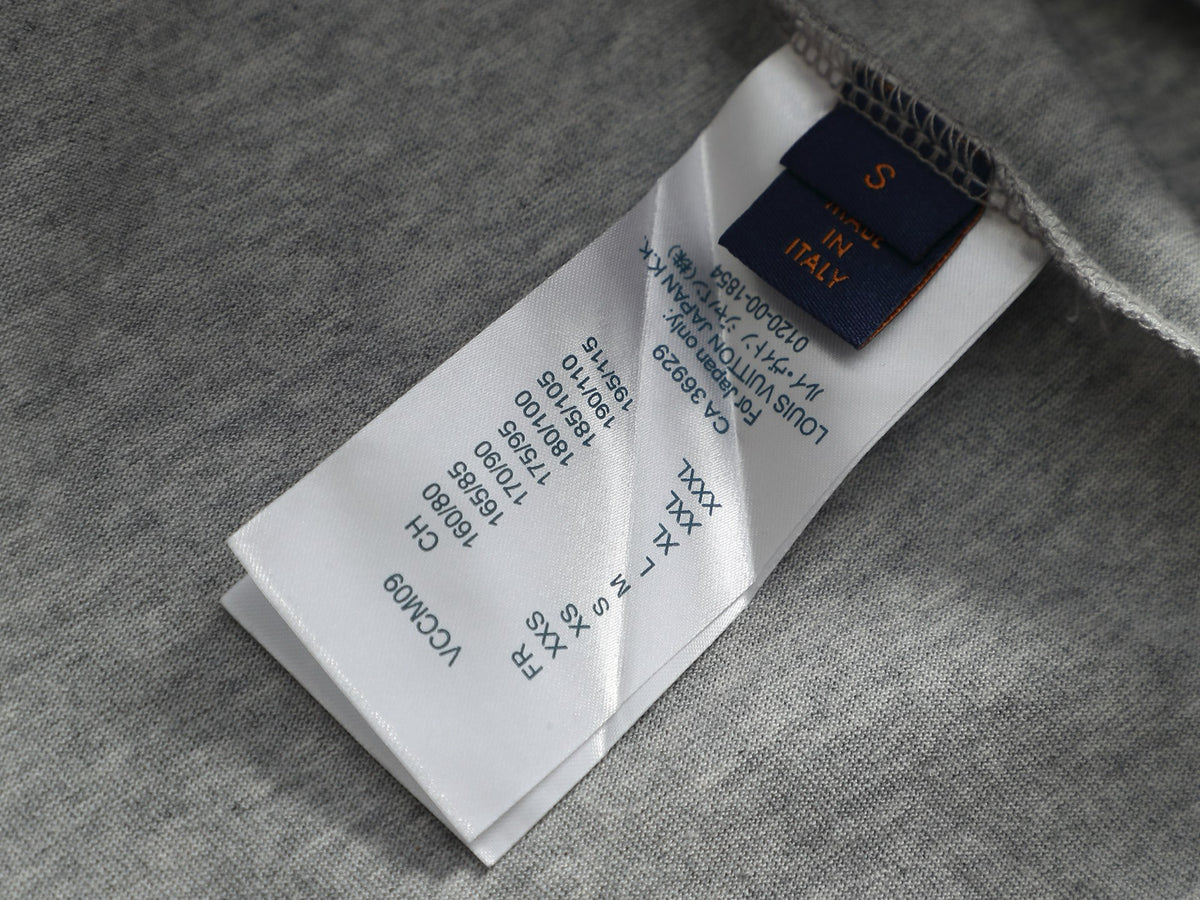 S
MADE
IN
ITALY
VCCM09
FR CH
XXS 160/80
XS 165/85
S 170/90
M 175/95
L 180/100
XL 185/105
XXL 190/110
XXXL 195/115
CA 36929
For Japan only:
LOUIS VUITTON JAPAN K.K.
ルイ・ヴィトン ジャパン(株)
0120-00-1854